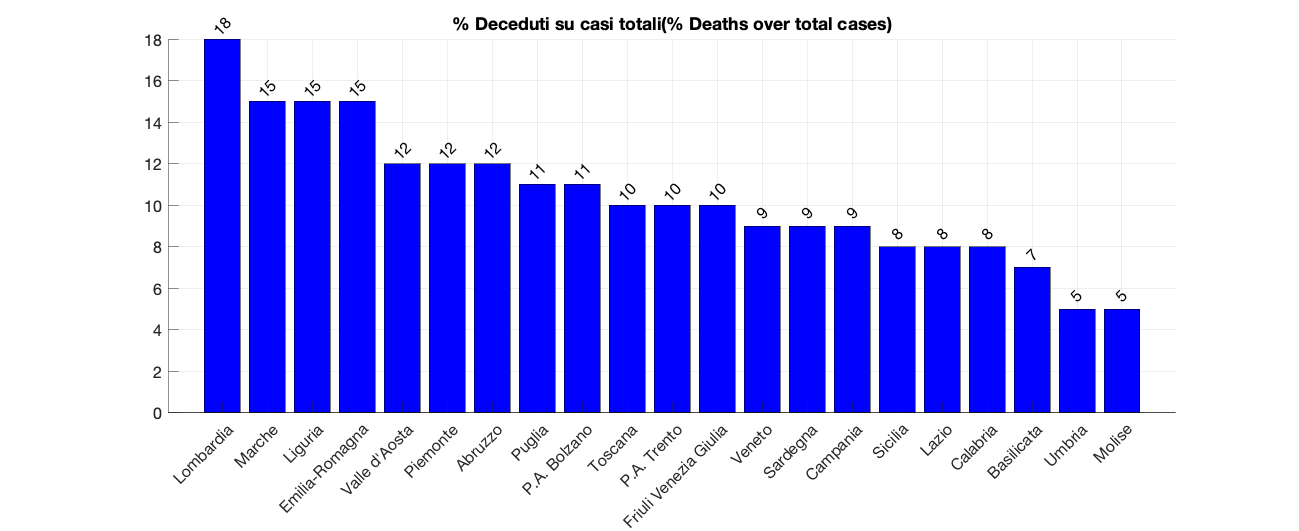 % Deceduti su casi totali(% Deaths over total cases)
18
16
14
12
10
8
6
4
2
0
18
15
15
15
12
12
12
11
11
10
10
10
9
9
9
8
8
8
7
5
5
Lombardia
Marche
Liguria
Emilia-Romagna
Valle d'Aosta
Piemonte
Abruzzo
Puglia
P.A. Bolzano
Toscana
P.A. Trento
Friuli Venezia Giulia
Veneto
Sardegna
Campania
Sicilia
Lazio
Calabria
Basilicata
Umbria
Molise